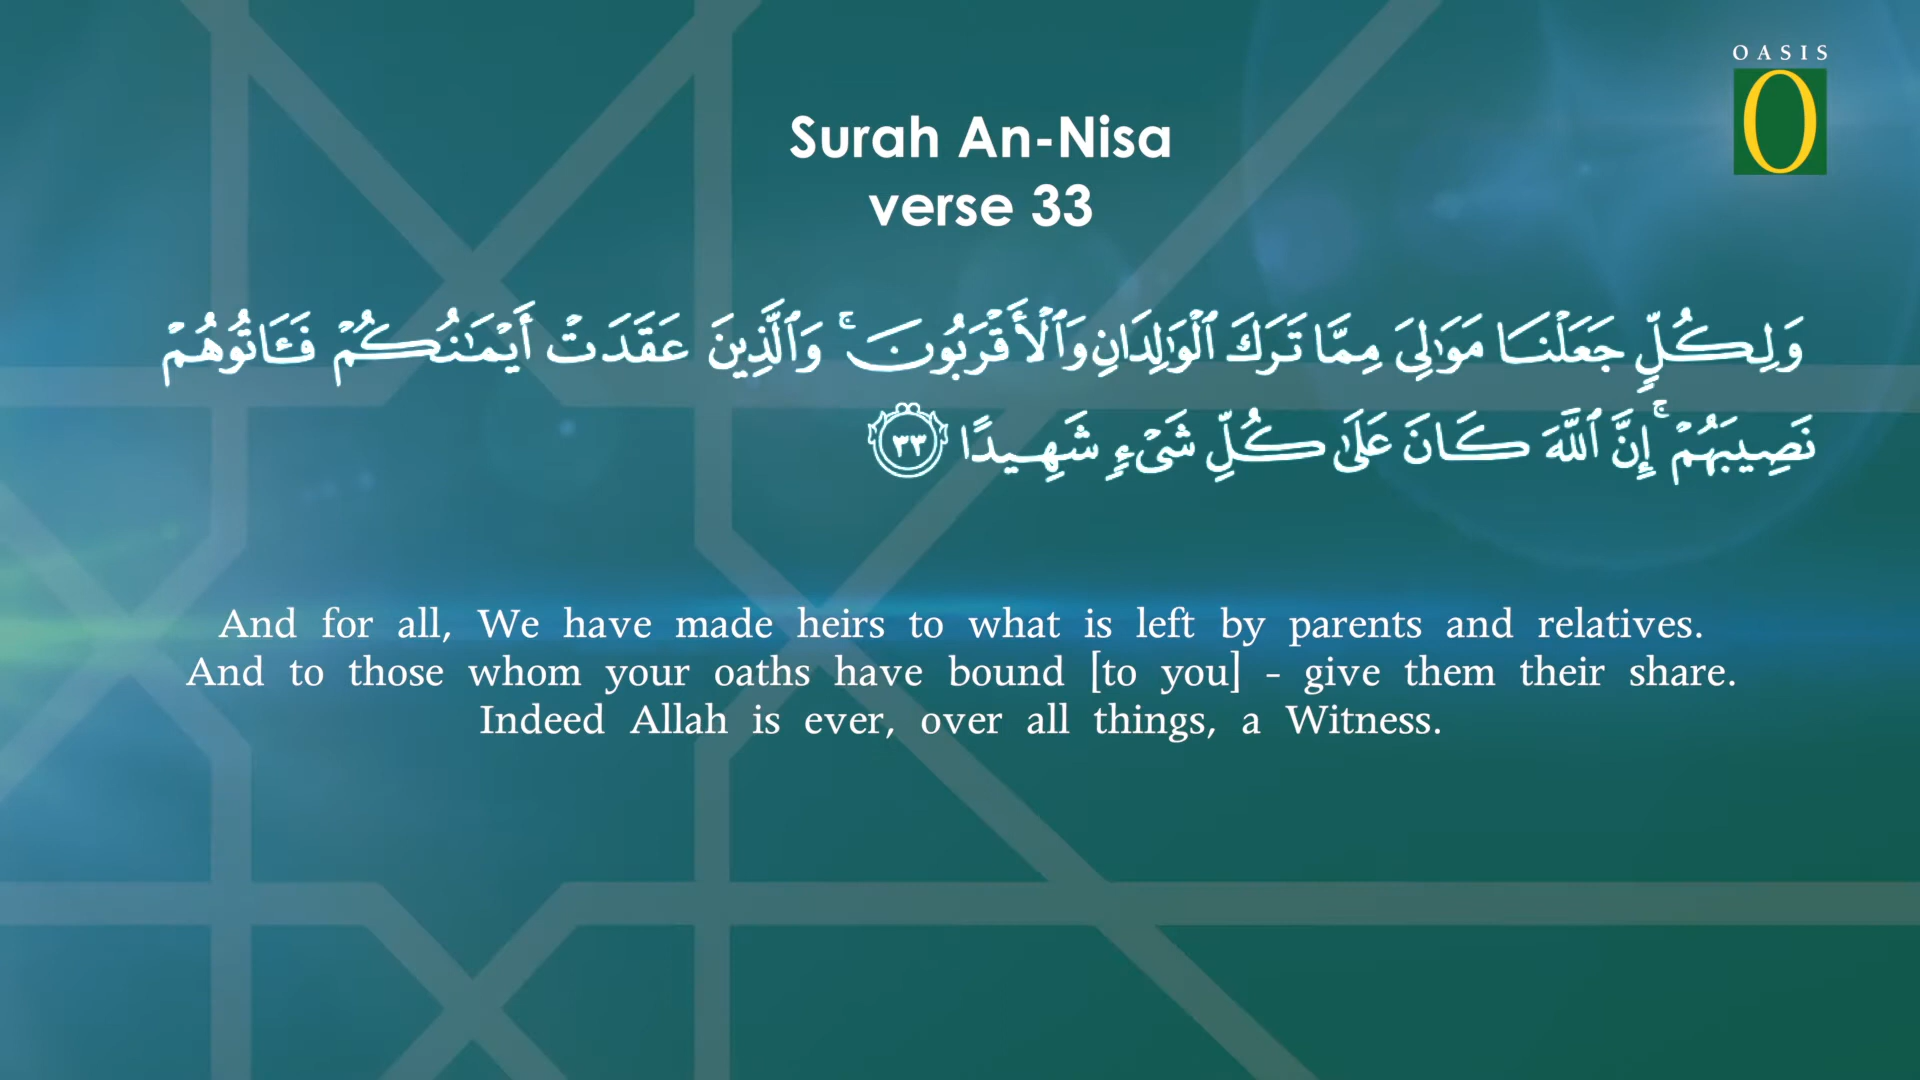 OASIS
O
Surah An-Nisa
verse 33
وَلِكُلٍّ جَعَلْنَا مَوَٰلِىَ مِمَّا تَرَكَ ٱلْوَٰلِدَانِ وَٱلْأَقْرَبُونَ ۚ وَٱلَّذِينَ عَقَدَتْ أَيْمَـٰنُكُمْ فَـَٔاتُوهُمْ
نَصِيبَهُمْ ۚ إِنَّ ٱللَّهَ كَانَ عَلَىٰ كُلِّ شَىْءٍ شَهِيدًا ٣٣
And for all, We have made heirs to what is left by parents and relatives.
And to those whom your oaths have bound [to you] - give them their share.
Indeed Allah is ever, over all things, a Witness.